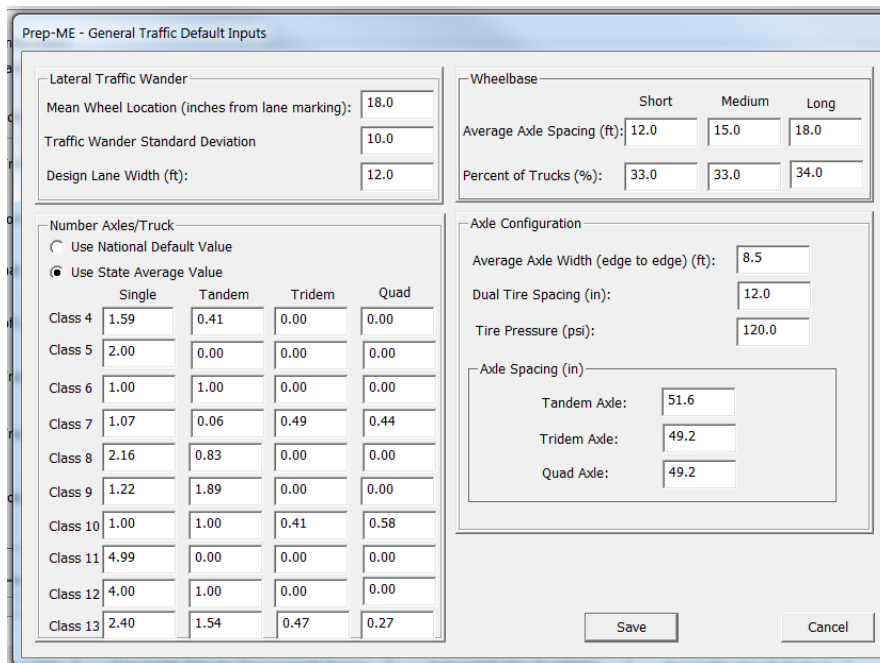 Prep-ME - General Traffic Default Inputs
Lateral Traffic Wander
Mean Wheel Location (inches from lane marking): 18.0
Traffic Wander Standard Deviation 10.0
Design Lane Width (ft): 12.0
Number Axles/Truck
Use National Default Value
Use State Average Value
Single Tandem Tridem Quad
Class 4 1.59 0.41 0.00 0.00
Class 5 2.00 0.00 0.00 0.00
Class 6 1.00 1.00 0.00 0.00
Class 7 1.07 0.06 0.49 0.44
Class 8 2.16 0.83 0.00 0.00
Class 9 1.22 1.89 0.00 0.00
Class 10 1.00 1.00 0.41 0.58
Class 11 4.99 0.00 0.00 0.00
Class 12 4.00 1.00 0.00 0.00
Class 13 2.40 1.54 0.47 0.27
Wheelbase
Short Medium Long
Average Axle Spacing (ft): 12.0 15.0 18.0
Percent of Trucks (%): 33.0 33.0 34.0
Axle Configuration
Average Axle Width (edge to edge) (ft): 8.5
Dual Tire Spacing (in): 12.0
Tire Pressure (psi): 120.0
Axle Spacing (in)
Tandem Axle: 51.6
Tridem Axle: 49.2
Quad Axle: 49.2
Save Cancel